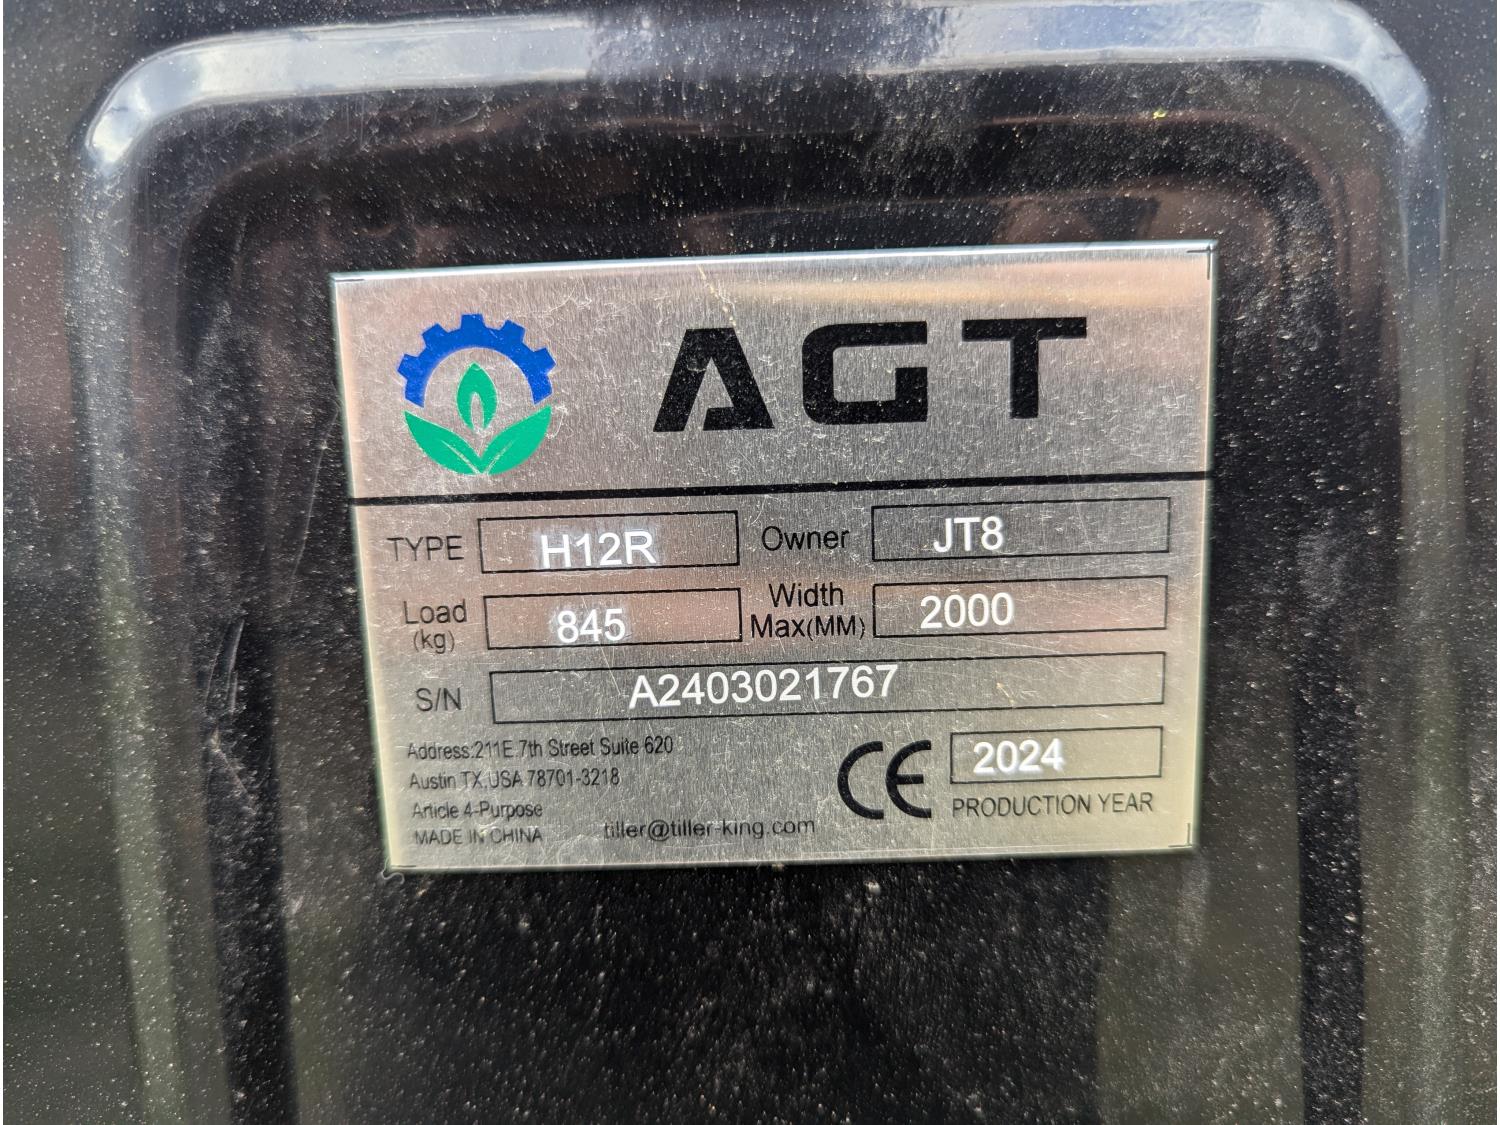 AGT
TYPE H12R Owner JT8
Load (kg) 845 Width Max(MM) 2000
S/N A2403021767
Address:211E.7th Street Suite 620
Austin TX,USA 78701-3218
Article 4-Purpose
MADE IN CHINA
tiller@tiller-king.com
CE 2024
PRODUCTION YEAR